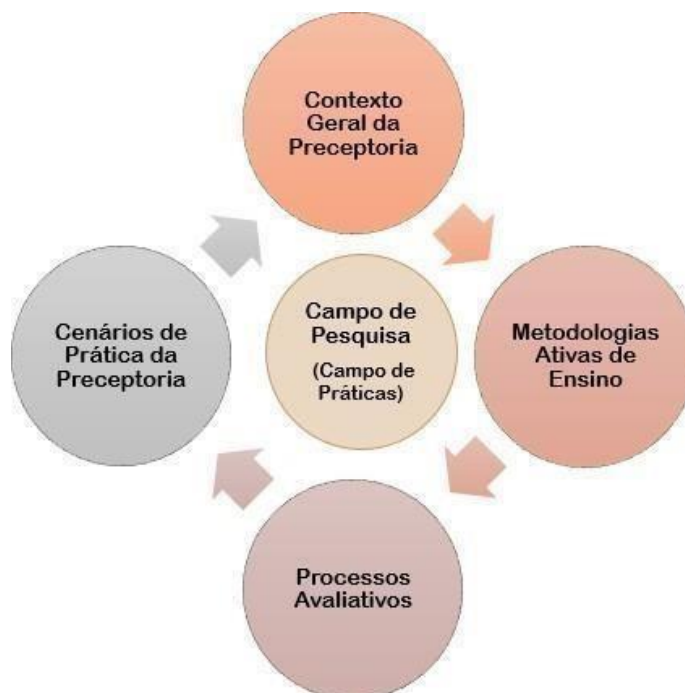 Contexto
Geral da
Preceptoria
Cenários de
Prática da
Preceptoria
Campo de
Pesquisa
(Campo de
Práticas)
Metodologias
Ativas de
Ensino
Processos
Avaliativos